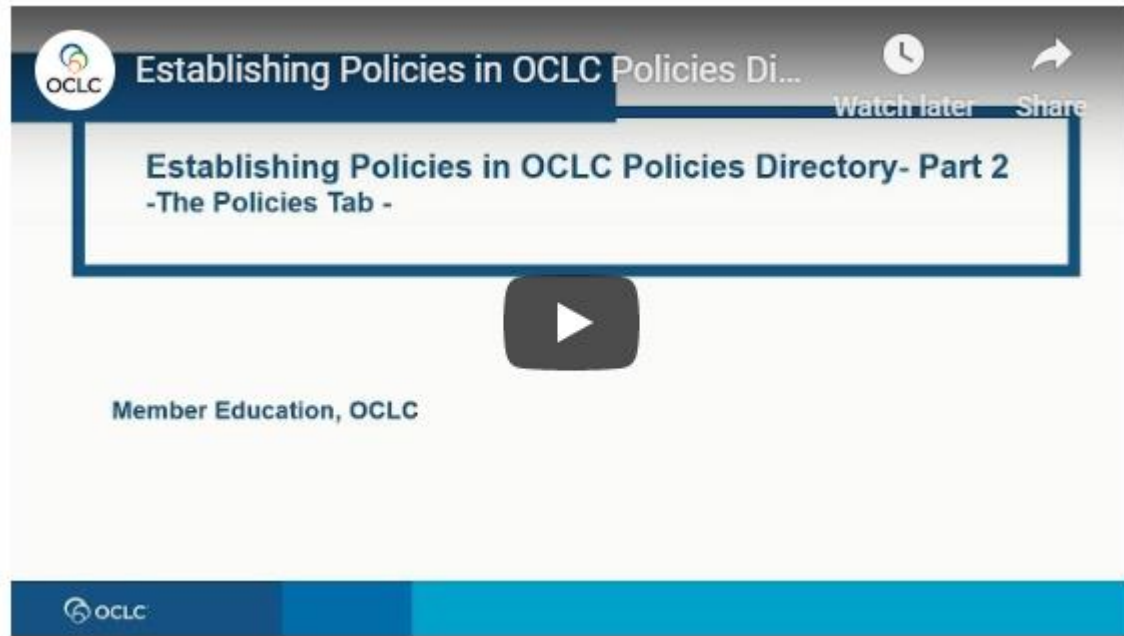 OCLC
Establishing Policies in OCLC Policies Di...
Watch later
Share
Establishing Policies in OCLC Policies Directory- Part 2
-The Policies Tab -
Member Education, OCLC
OCLC